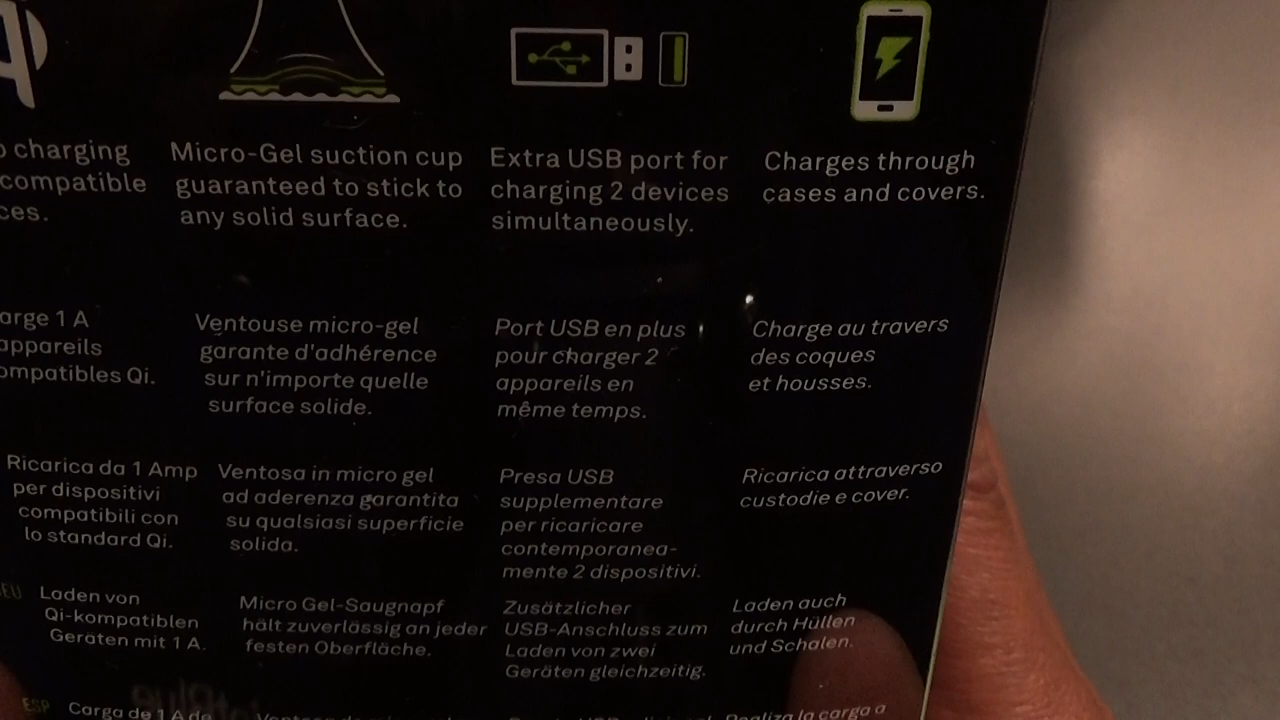 charging
compatible
ces.
Micro-Gel suction cup
guaranteed to stick to
any solid surface.
Extra USB port for
charging 2 devices
simultaneously.
Charges through
cases and covers.
arge 1 A
appareils
ompatibles Qi.
Ventouse micro-gel
garante d'adhérence
sur n'importe quelle
surface solide.
Port USB en plus
pour charger 2
appareils en
même temps.
Charge au travers
des coques
et housses.
Ricarica da 1 Amp
per dispositivi
compatibili con
lo standard Qi.
Ventosa in micro gel
ad aderenza garantita
su qualsiasi superficie
solida.
Presa USB
supplementare
per ricaricare
contemporanea-
mente 2 dispositivi.
Ricarica attraverso
custodie e cover.
Laden von
Qi-kompatiblen
Geräten mit 1 A.
Micro Gel-Saugnapf
hält zuverlässig an jeder
festen Oberfläche.
Zusätzlicher
USB-Anschluss zum
Laden von zwei
Geräten gleichzeitig.
Laden auch
durch Hüllen
und Schalen.
ESP
Carga de 1 A de
Realiza la carga a